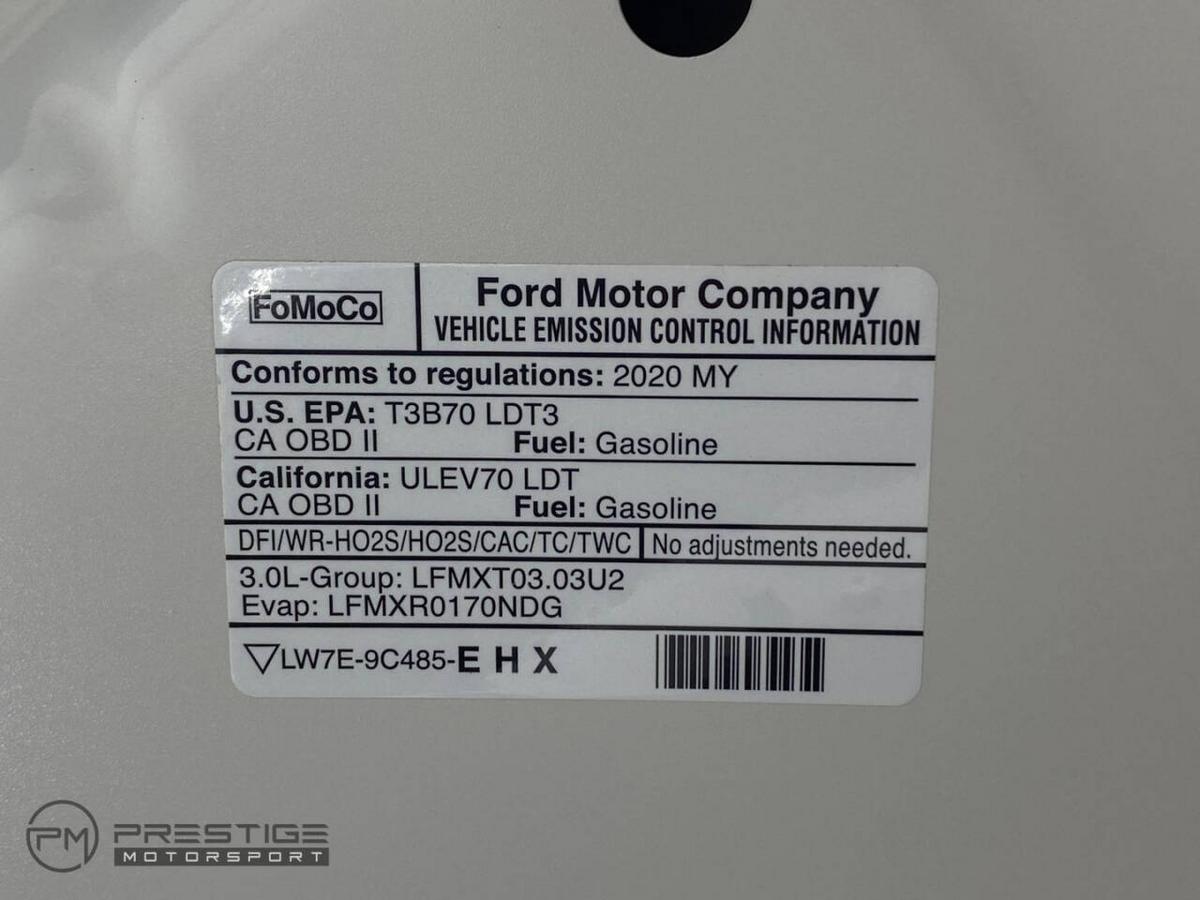 FoMoCo
Ford Motor Company
VEHICLE EMISSION CONTROL INFORMATION
Conforms to regulations: 2020 MY
U.S. EPA: T3B70 LDT3
CA OBD II Fuel: Gasoline
California: ULEV70 LDT
CA OBD II Fuel: Gasoline
DFI/WR-HO2S/HO2S/CAC/TC/TWC No adjustments needed.
3.0L-Group: LFMXT03.03U2
Evap: LFMXR0170NDG
▽LW7E-9C485-E H X
PM PRESTIGE
MOTORSPORT